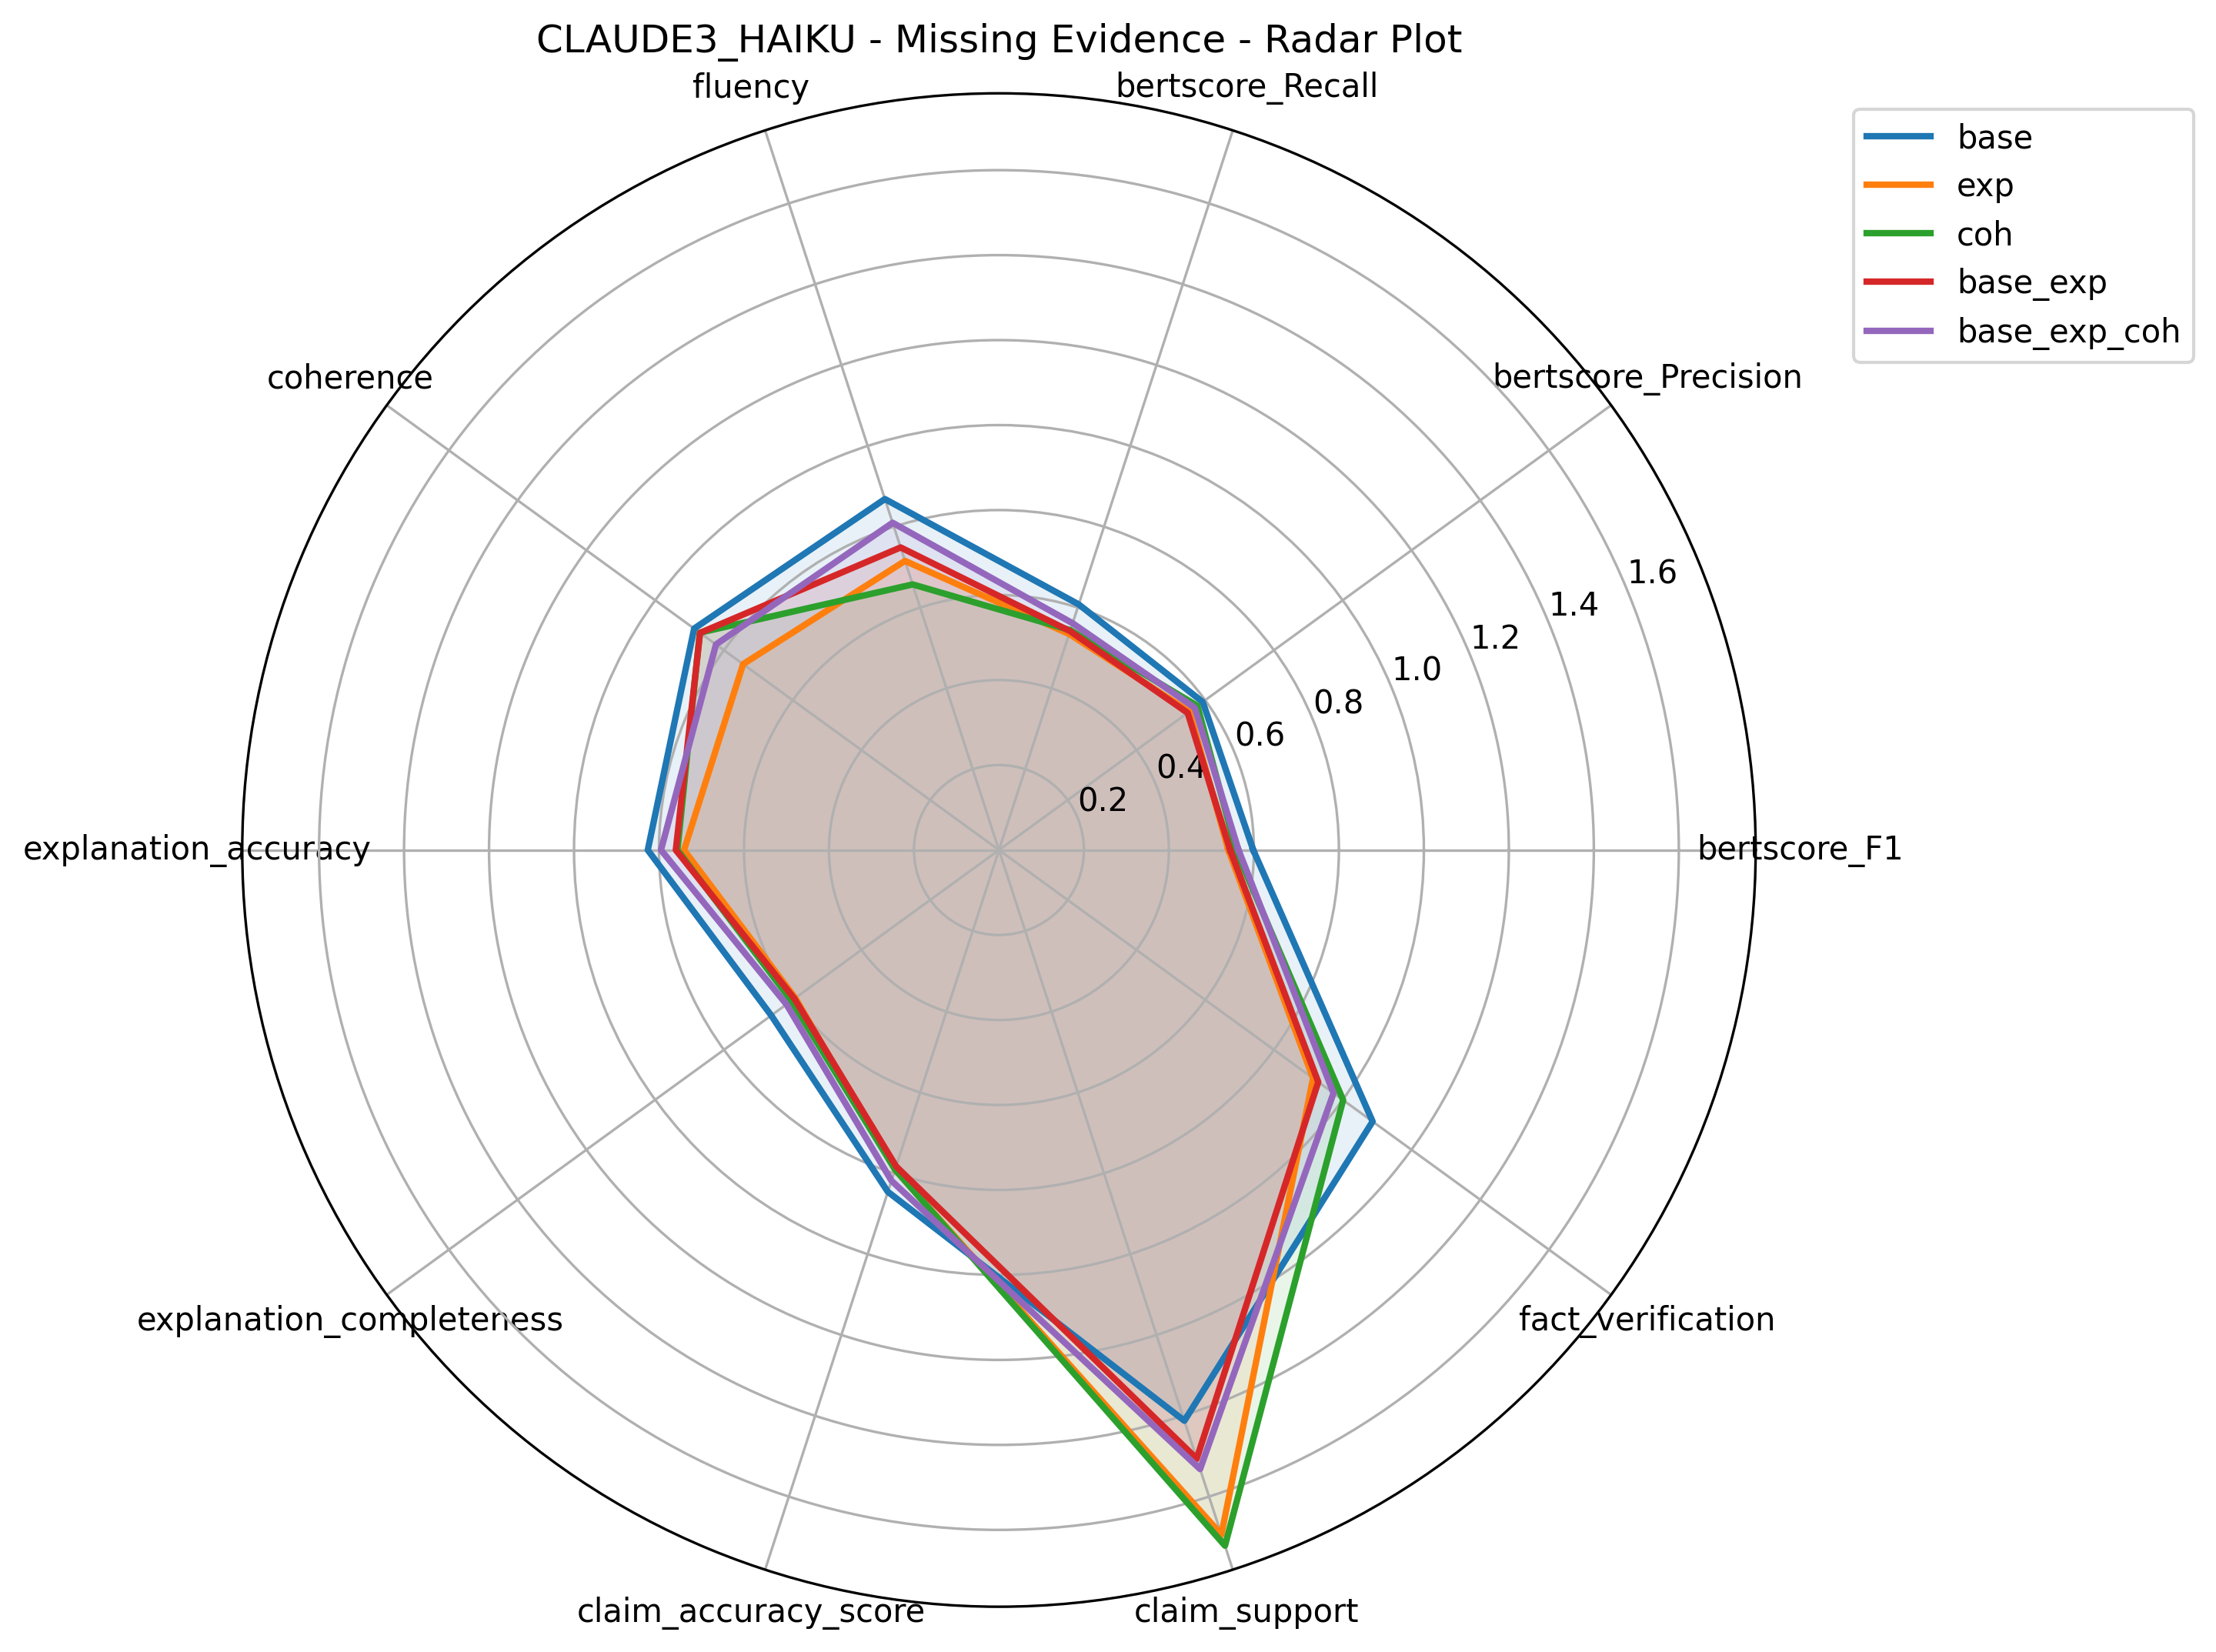 CLAUDE3_HAIKU - Missing Evidence - Radar Plot
fluency
bertscore_Recall
coherence
bertscore_Precision
base
exp
coh
base_exp
base_exp_coh
1.6
1.4
1.2
1.0
0.8
0.6
0.4
0.2
explanation_accuracy
bertscore_F1
explanation_completeness
fact_verification
claim_accuracy_score
claim_support